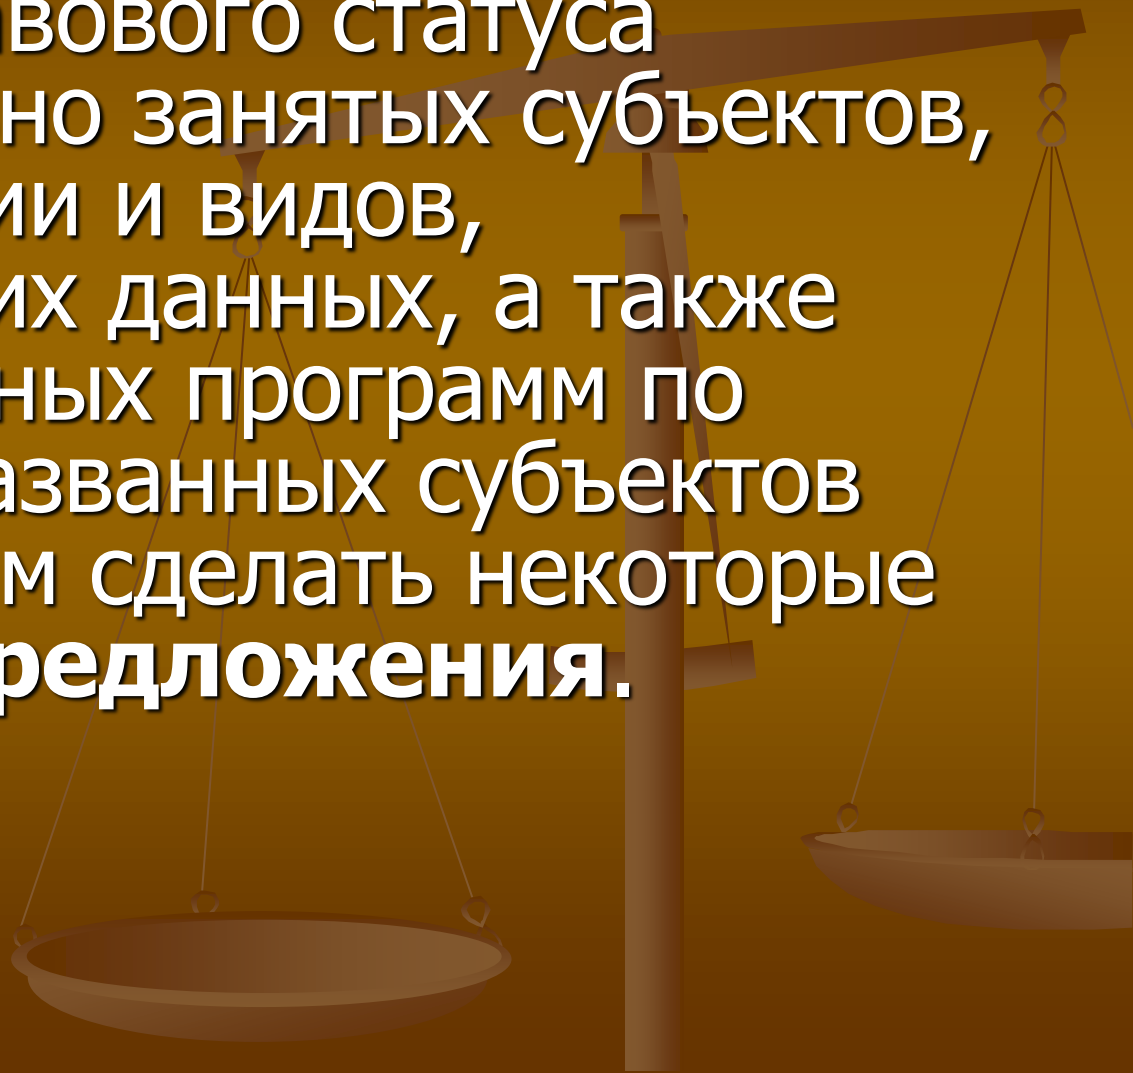 вового статуса
но занятых субъектов,
ии и видов,
их данных, а также
ных программ по
азванных субъектов
м сделать некоторые
редложения.